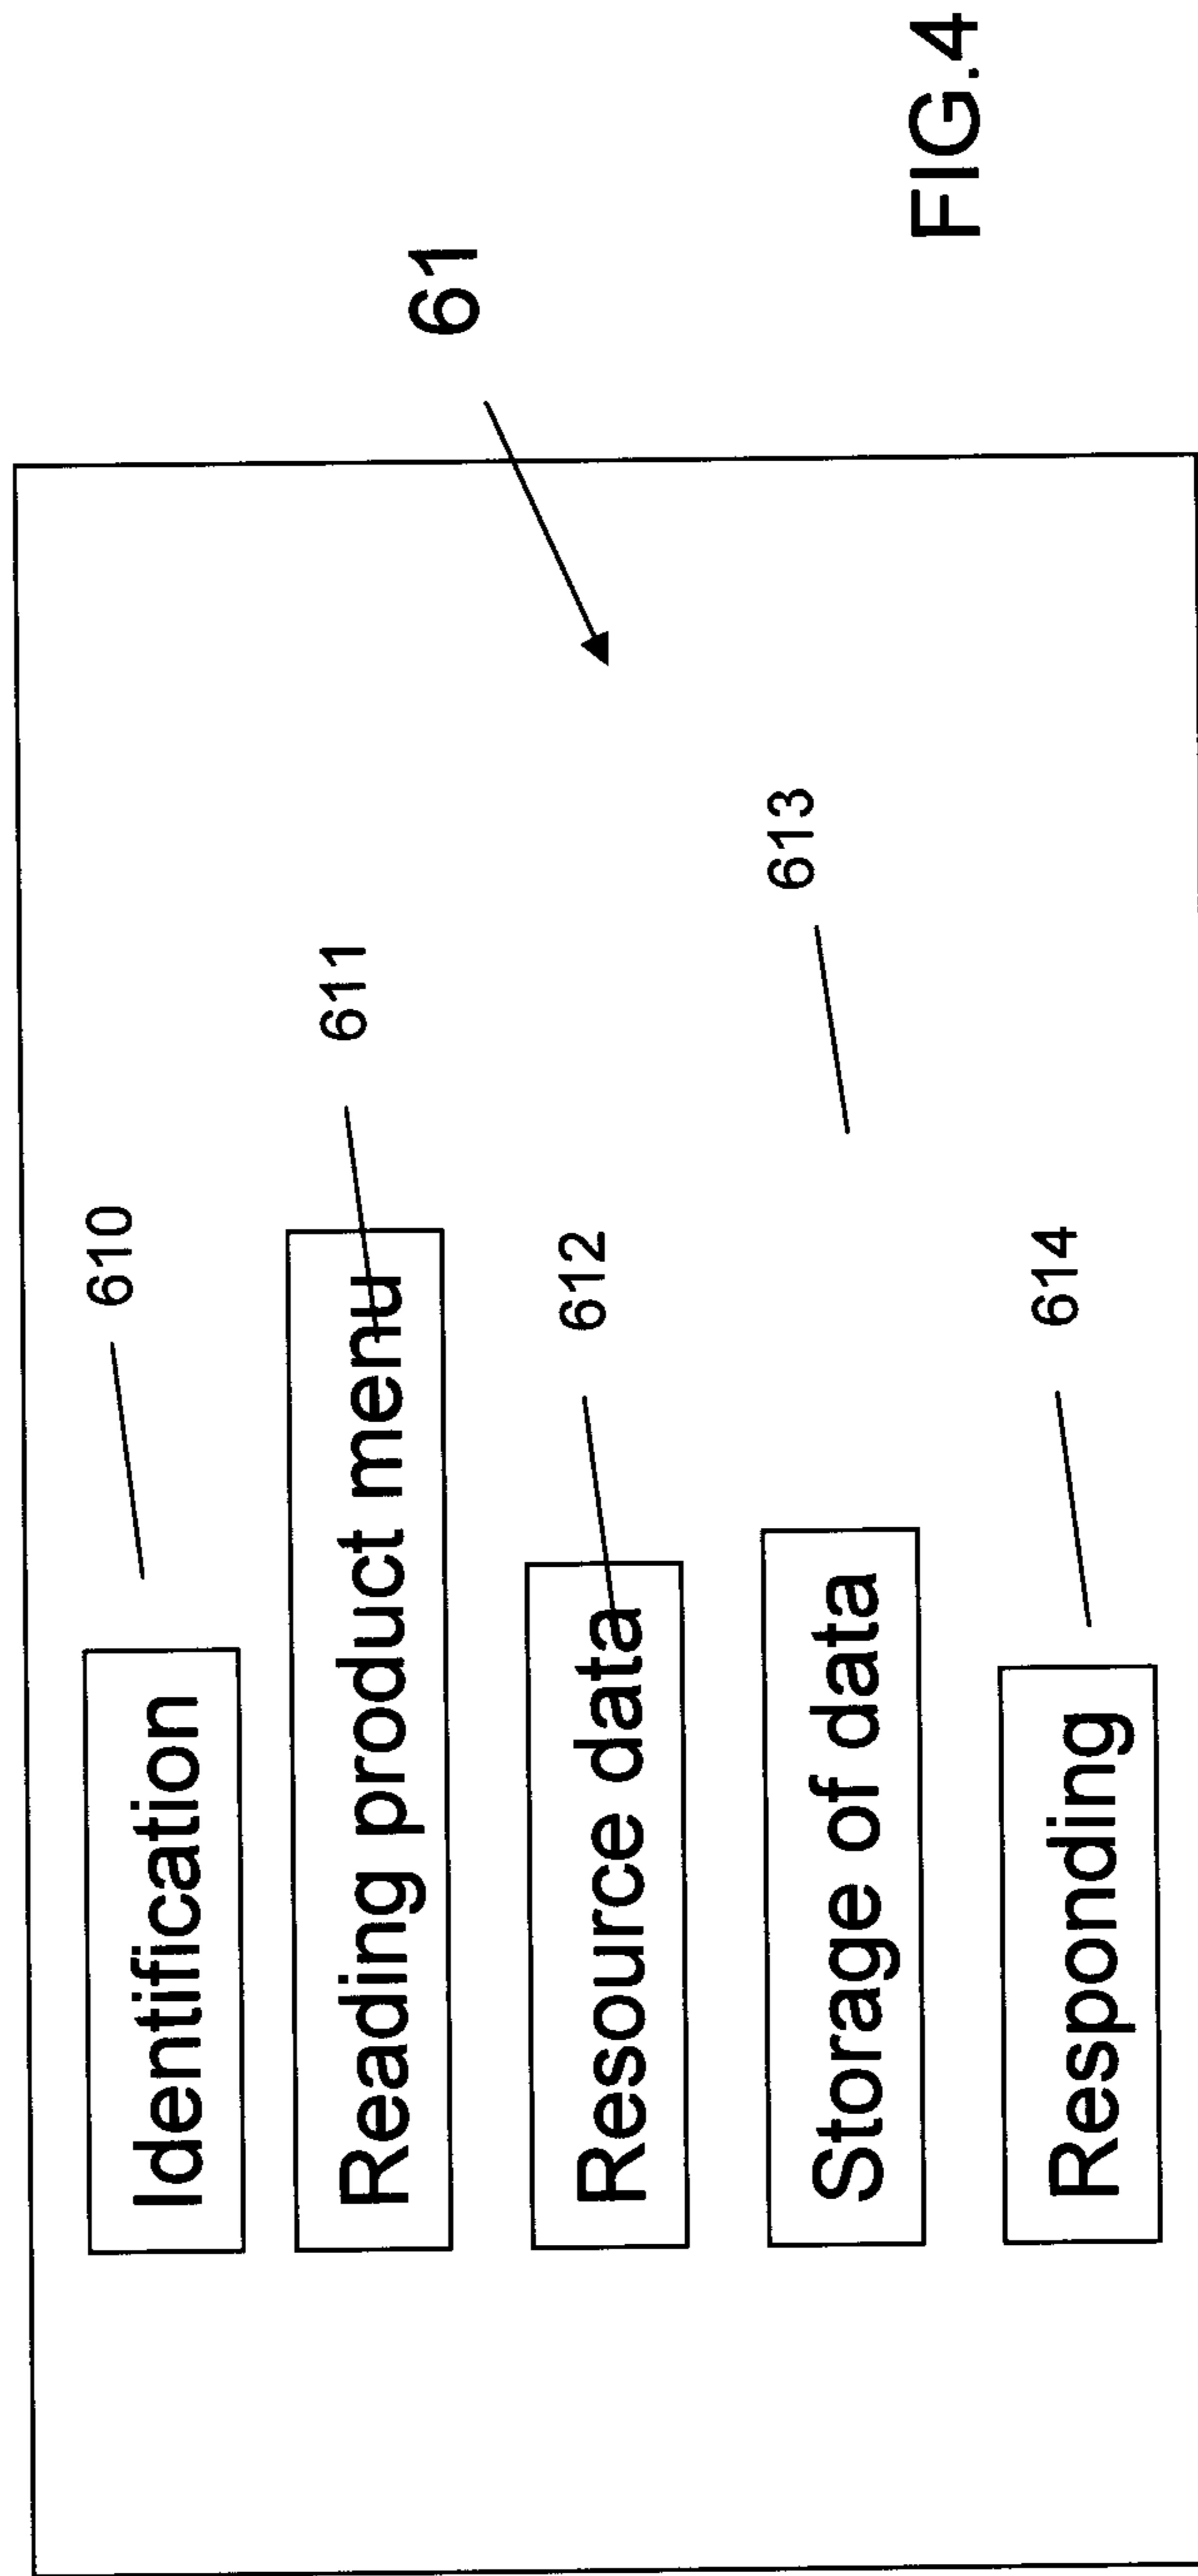 61
Identification 610
Reading product menu 611
Resource data 612
Storage of data 613
Responding 614
FIG.4